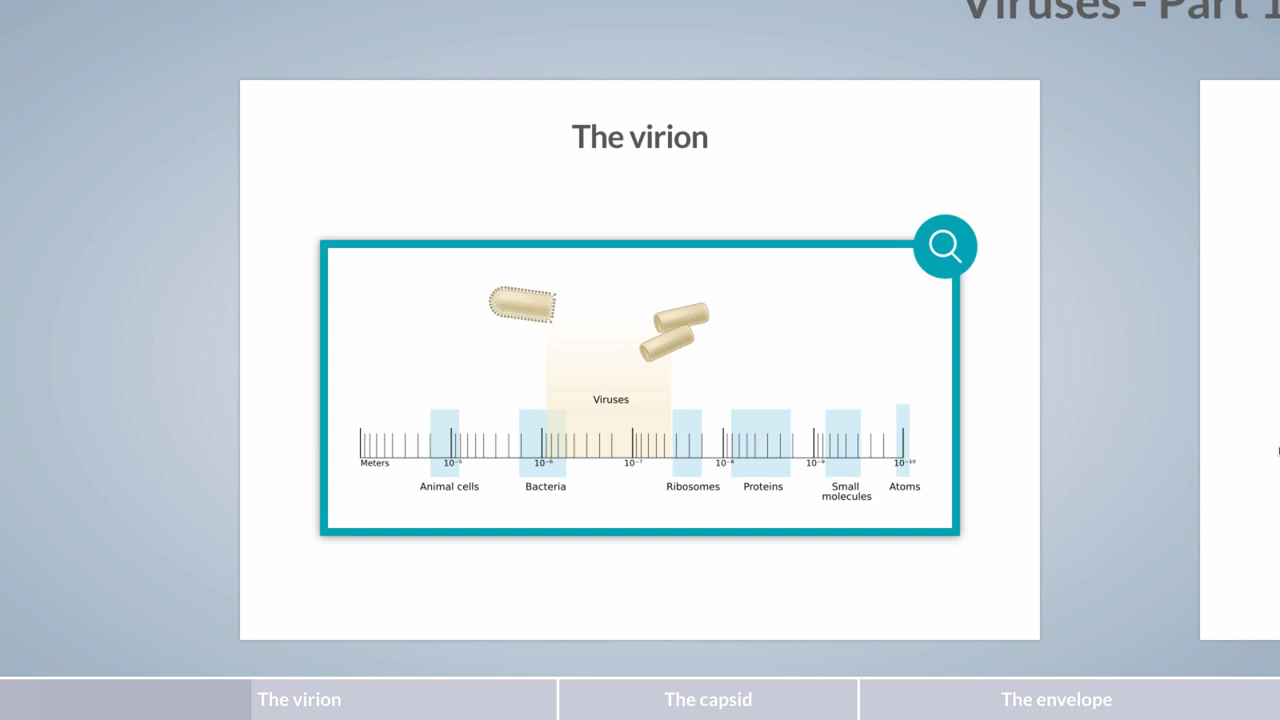 Viruses - Part 1
The virion
Viruses
Meters 10⁻⁵ 10⁻⁶ 10⁻⁷ 10⁻⁸ 10⁻⁹ 10⁻¹⁰
Animal cells Bacteria Ribosomes Proteins Small molecules Atoms
The virion The capsid The envelope